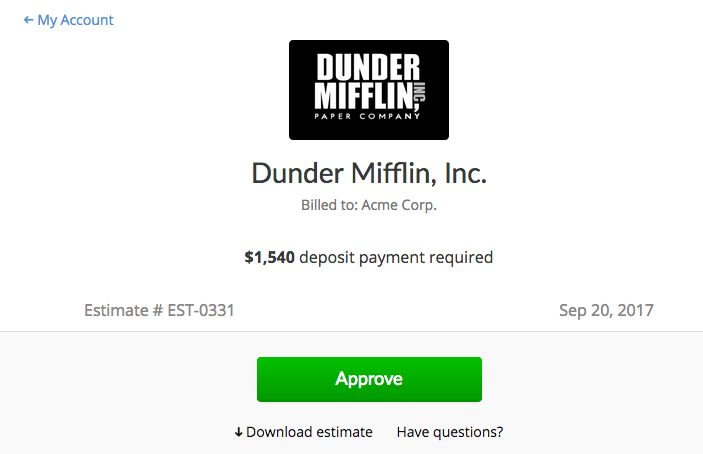 ← My Account
DUNDER
MIFFLIN, INC
PAPER COMPANY
Dunder Mifflin, Inc.
Billed to: Acme Corp.
$1,540 deposit payment required
Estimate # EST-0331 Sep 20, 2017
Approve
↓ Download estimate Have questions?